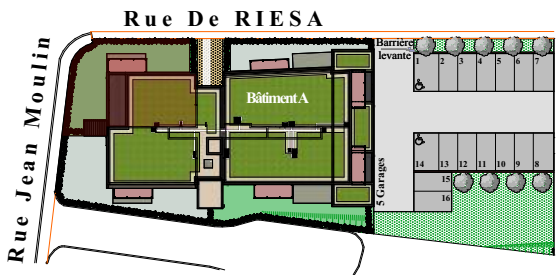 Rue De RIESA
Rue Jean Moulin
Barrière
levante
Bâtiment A
1 2 3 4 5 6 7
14 13 12 11 10 9 8
15
16
5 Garages